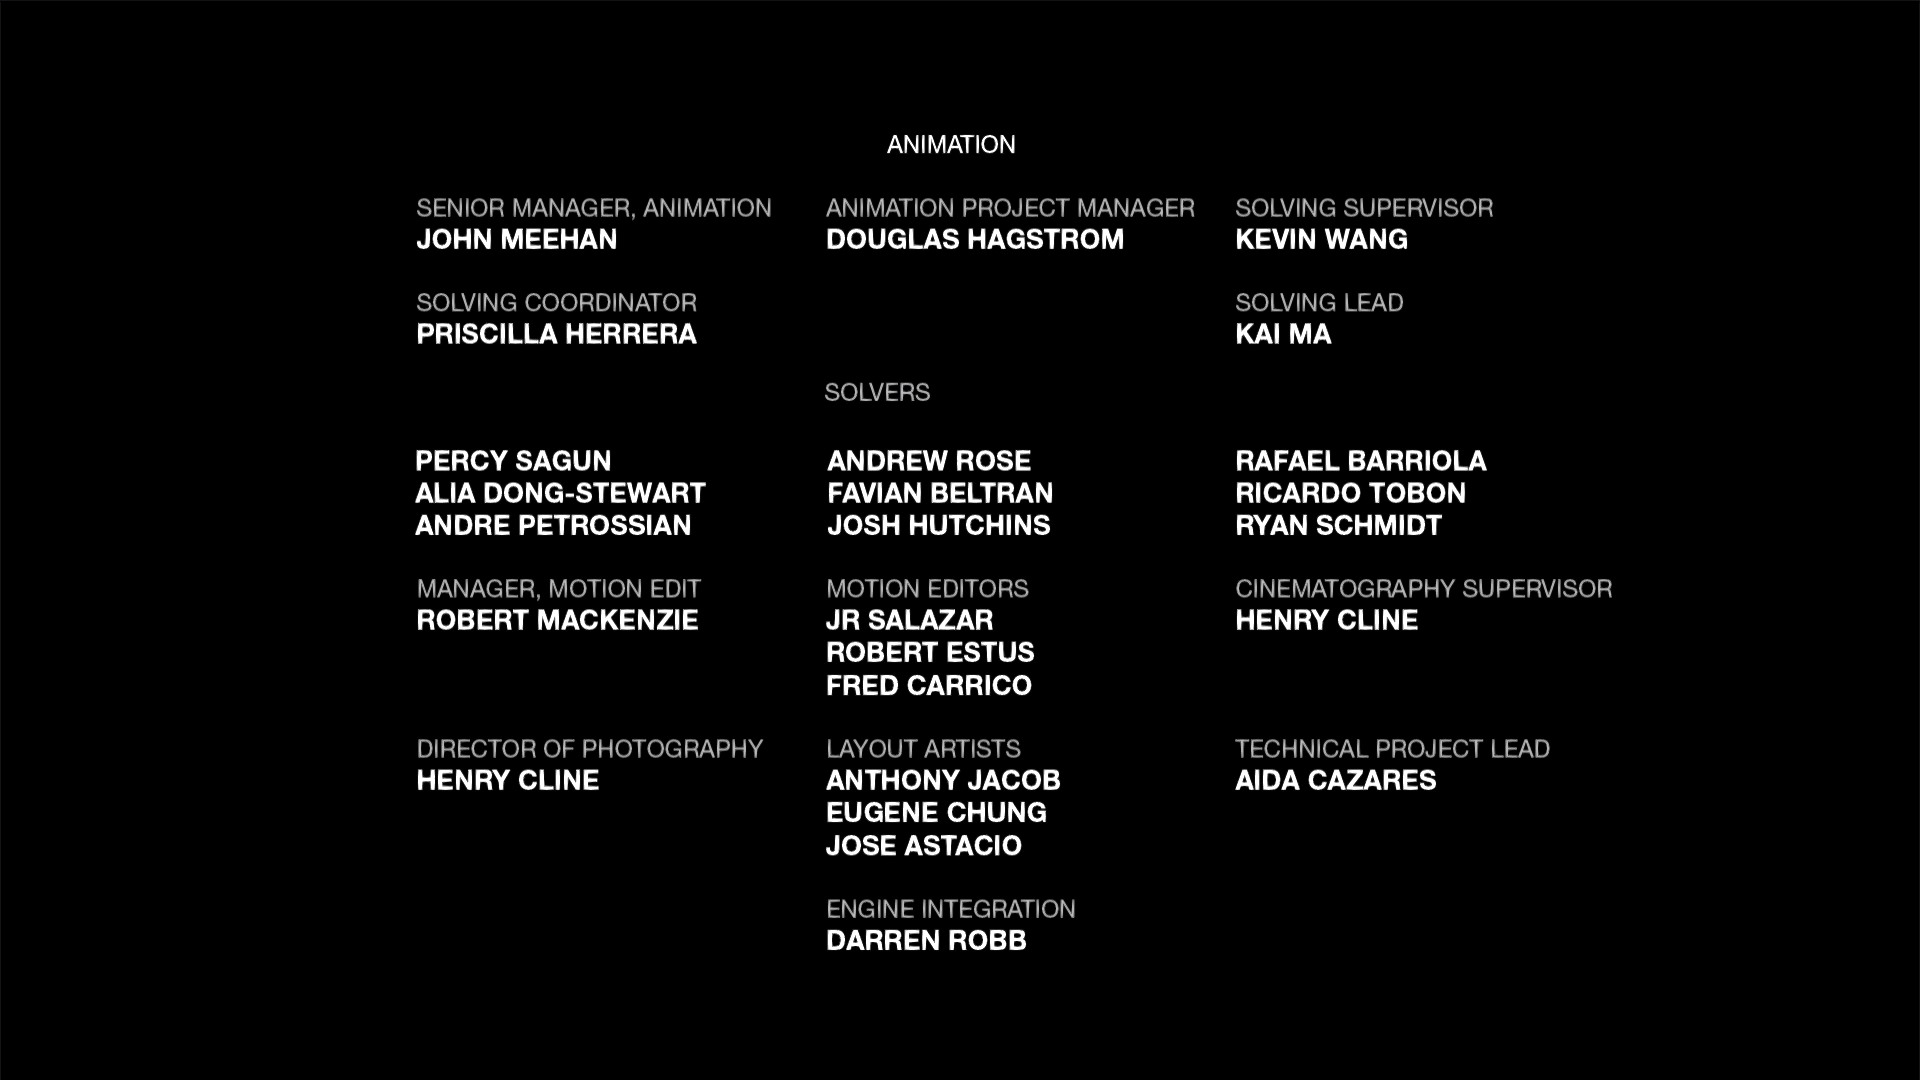 ANIMATION
SENIOR MANAGER, ANIMATION
JOHN MEEHAN
ANIMATION PROJECT MANAGER
DOUGLAS HAGSTROM
SOLVING SUPERVISOR
KEVIN WANG
SOLVING COORDINATOR
PRISCILLA HERRERA
SOLVING LEAD
KAI MA
SOLVERS
PERCY SAGUN
ALIA DONG-STEWART
ANDRE PETROSSIAN
ANDREW ROSE
FAVIAN BELTRAN
JOSH HUTCHINS
RAFAEL BARRIOLA
RICARDO TOBON
RYAN SCHMIDT
MANAGER, MOTION EDIT
ROBERT MACKENZIE
MOTION EDITORS
JR SALAZAR
ROBERT ESTUS
FRED CARRICO
CINEMATOGRAPHY SUPERVISOR
HENRY CLINE
DIRECTOR OF PHOTOGRAPHY
HENRY CLINE
LAYOUT ARTISTS
ANTHONY JACOB
EUGENE CHUNG
JOSE ASTACIO
TECHNICAL PROJECT LEAD
AIDA CAZARES
ENGINE INTEGRATION
DARREN ROBB